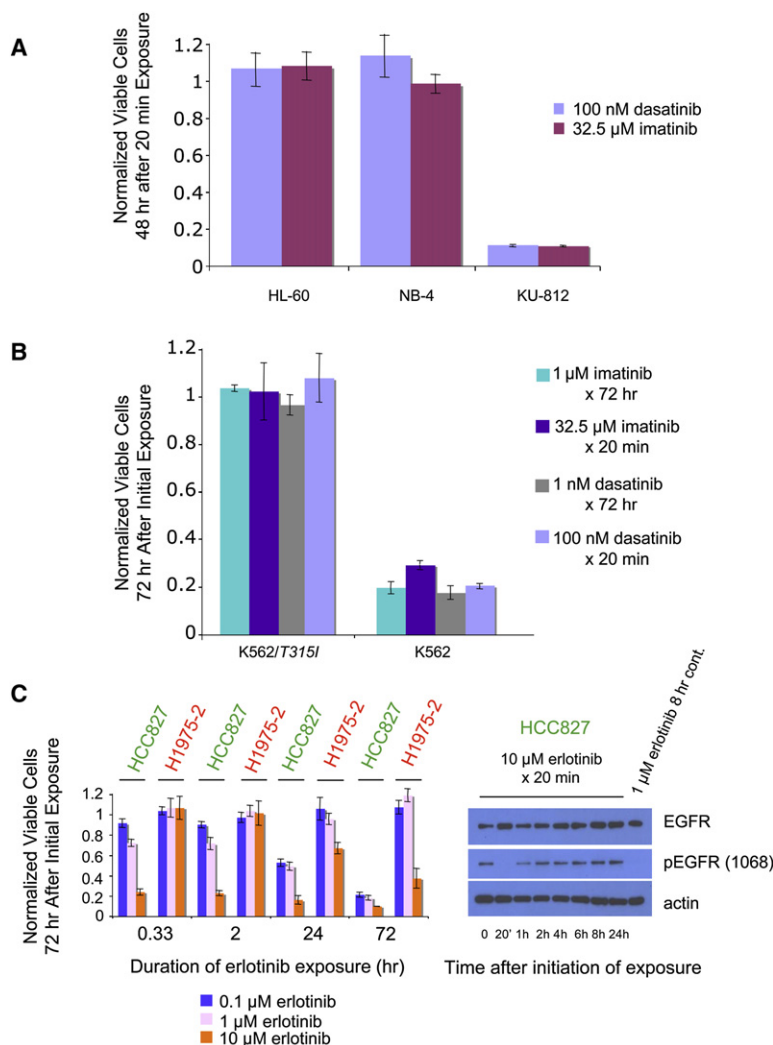 A
Normalized Viable Cells
48 hr after 20 min Exposure
1.2
1
0.8
0.6
0.4
0.2
0
HL-60
NB-4
KU-812
100 nM dasatinib
32.5 µM imatinib
B
Normalized Viable Cells
72 hr After Initial Exposure
1.2
1
0.8
0.6
0.4
0.2
0
K562/T315I
K562
1 µM imatinib
x 72 hr
32.5 µM imatinib
x 20 min
1 nM dasatinib
x 72 hr
100 nM dasatinib
x 20 min
C
Normalized Viable Cells
72 hr After Initial Exposure
HCC827
H1975-2
HCC827
H1975-2
HCC827
H1975-2
HCC827
H1975-2
1.2
1
0.8
0.6
0.4
0.2
0
0.33
2
24
72
Duration of erlotinib exposure (hr)
0.1 µM erlotinib
1 µM erlotinib
10 µM erlotinib
HCC827
10 µM erlotinib
x 20 min
1 µM erlotinib 8 hr cont.
EGFR
pEGFR (1068)
actin
0 20' 1h 2h 4h 6h 8h 24h
Time after initiation of exposure